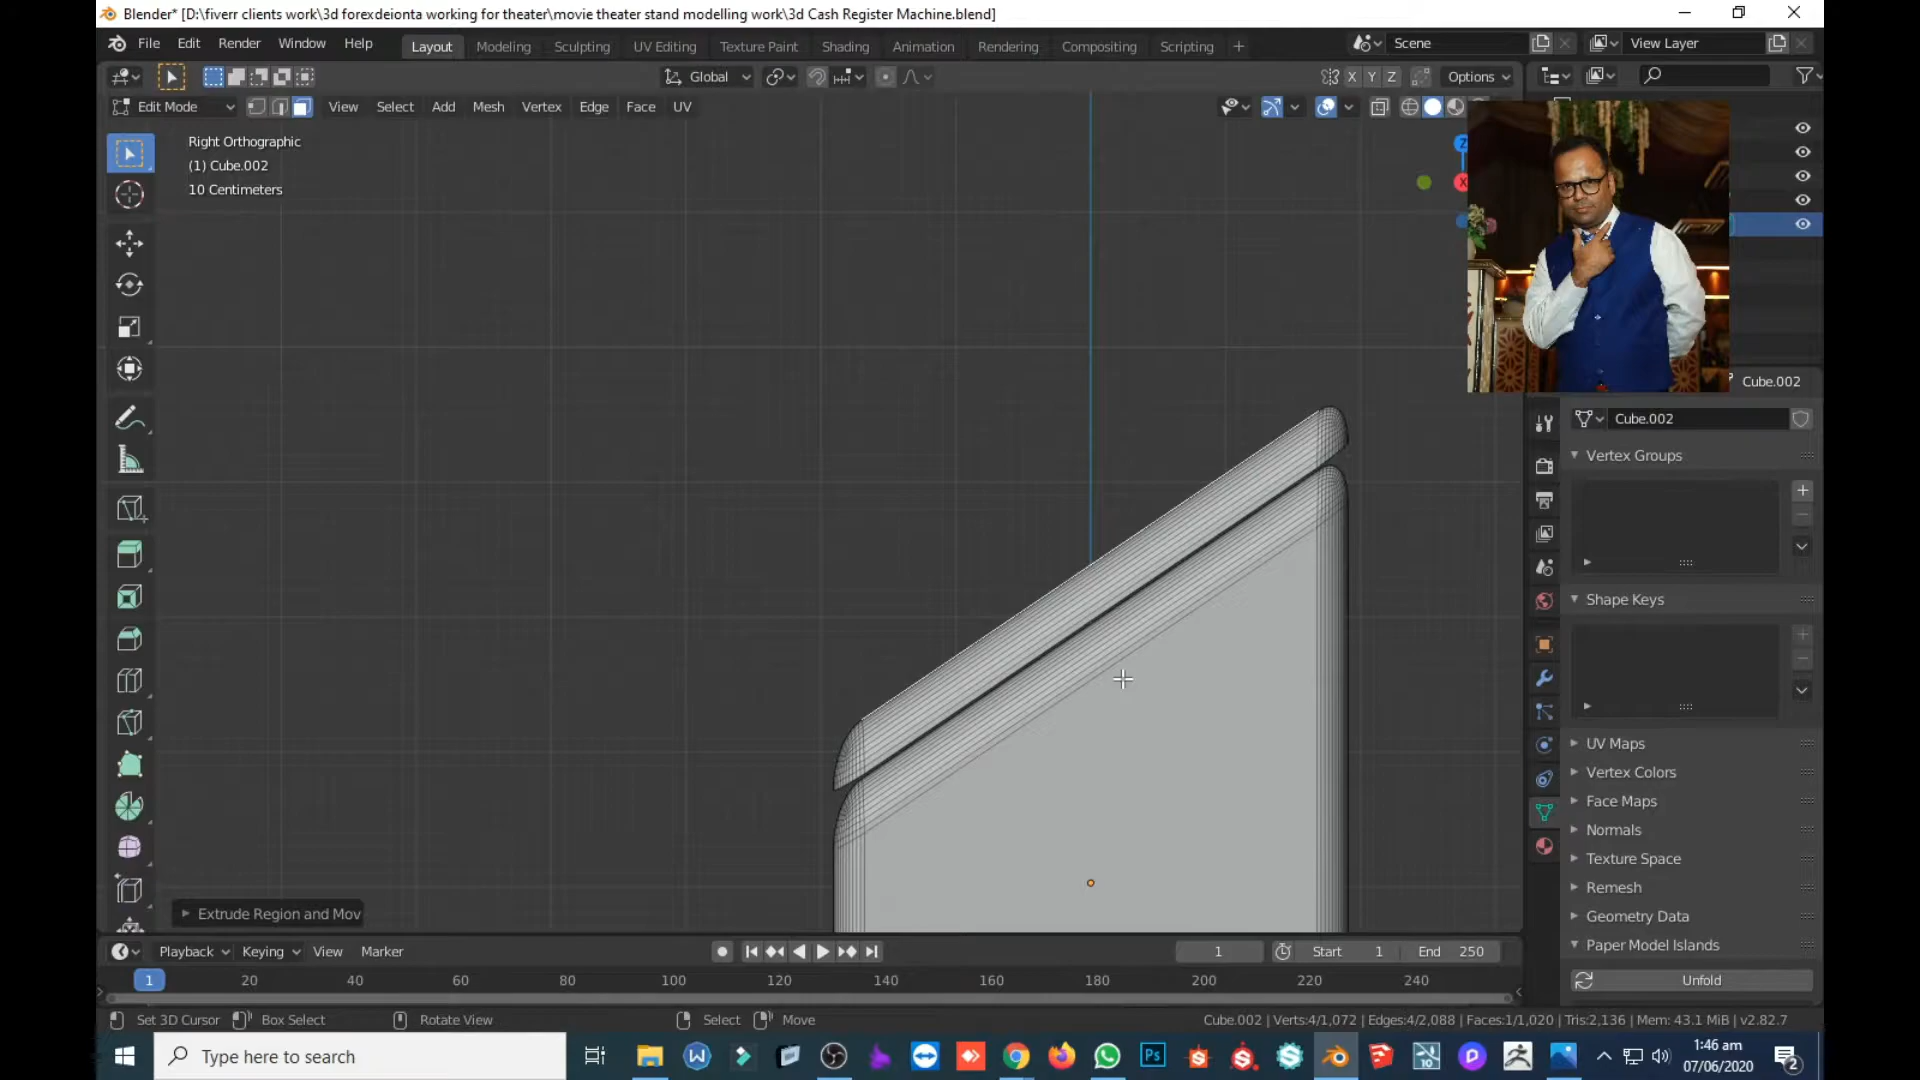 Blender* [D:\fiverr clients work\3d forexdeionta working for theater\movie theater stand modelling work\3d Cash Register Machine.blend]
File Edit Render Window Help Layout Modeling Sculpting UV Editing Texture Paint Shading Animation Rendering Compositing Scripting + Scene View Layer
Global X Y Z Options
Edit Mode View Select Add Mesh Vertex Edge Face UV
Right Orthographic
(1) Cube.002
10 Centimeters
Z
X
Cube.002
Cube.002
Vertex Groups
Shape Keys
UV Maps
Vertex Colors
Face Maps
Normals
Texture Space
Remesh
Geometry Data
Paper Model Islands
Unfold
Extrude Region and Mov
Playback Keying View Marker 1 Start 1 End 250
1 20 40 60 80 100 120 140 160 180 200 220 240
Set 3D Cursor Box Select Rotate View Select Move Cube.002 | Verts:4/1,072 | Edges:4/2,088 | Faces:1/1,020 | Tris:2,136 | Mem: 43.1 MiB | v2.82.7
Type here to search
Ps
10
1:46 am
07/06/2020
2